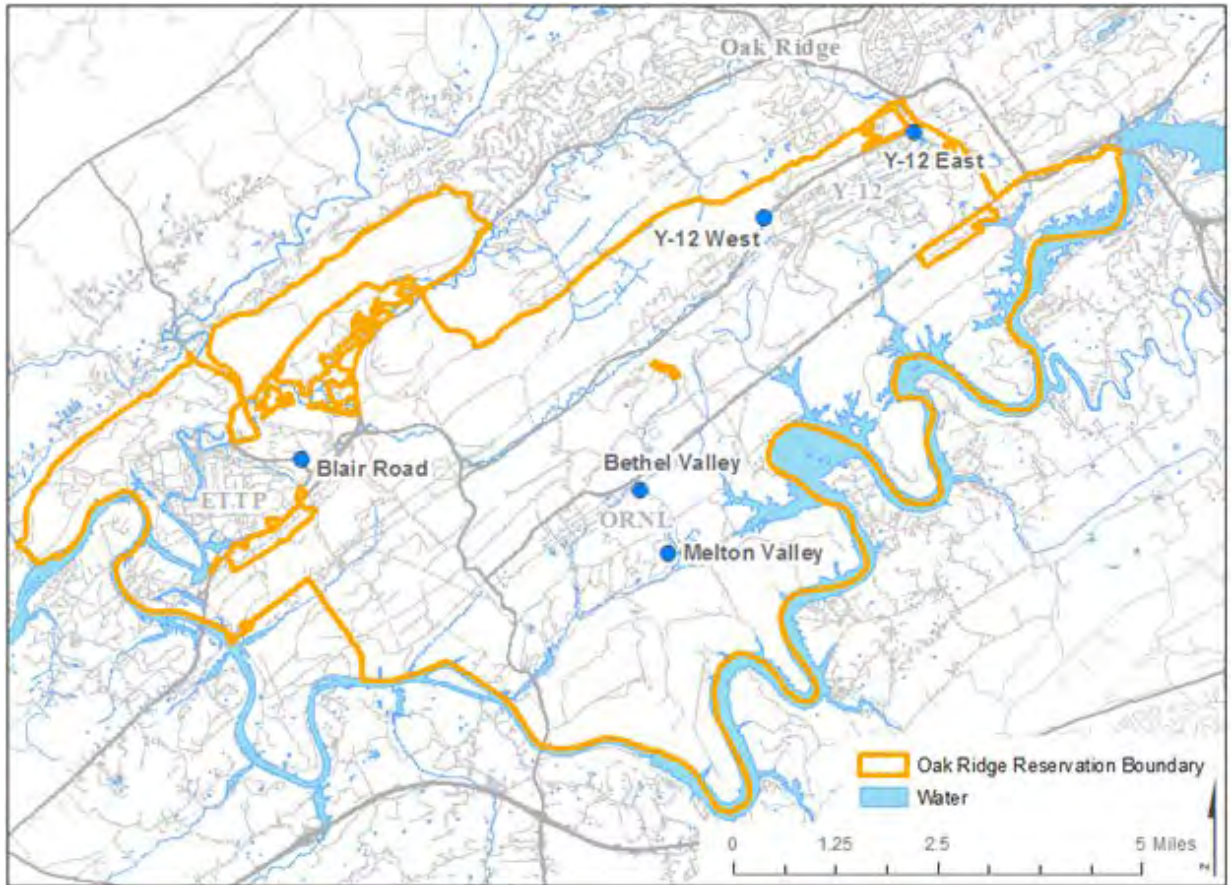 Oak Ridge
Y-12 East
Y-12
Y-12 West
Blair Road
Bethel Valley
ETTP
ORNL
Melton Valley
Oak Ridge Reservation Boundary
Water
0 1.25 2.5 5 Miles
N